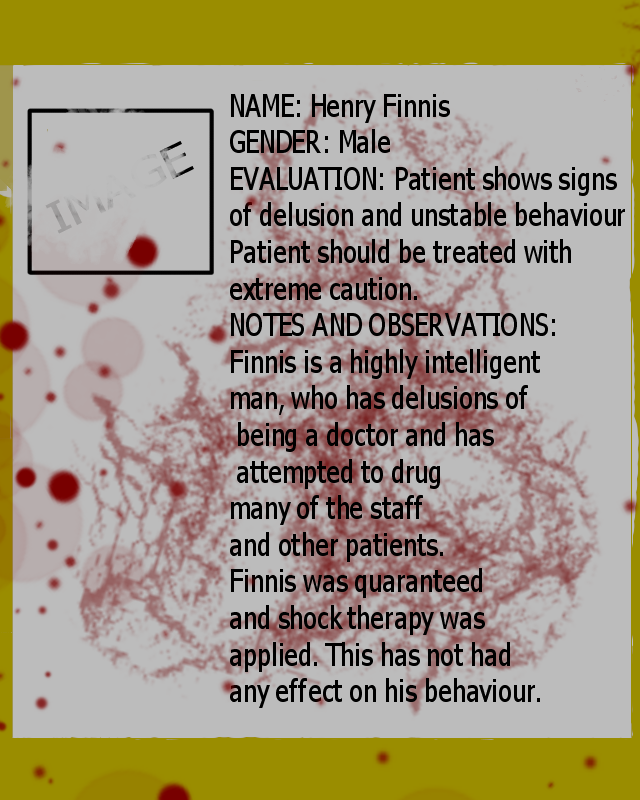 IMAGE
NAME: Henry Finnis
GENDER: Male
EVALUATION: Patient shows signs
of delusion and unstable behaviour
Patient should be treated with
extreme caution.
NOTES AND OBSERVATIONS:
Finnis is a highly intelligent
man, who has delusions of
being a doctor and has
attempted to drug
many of the staff
and other patients.
Finnis was quaranteed
and shock therapy was
applied. This has not had
any effect on his behaviour.